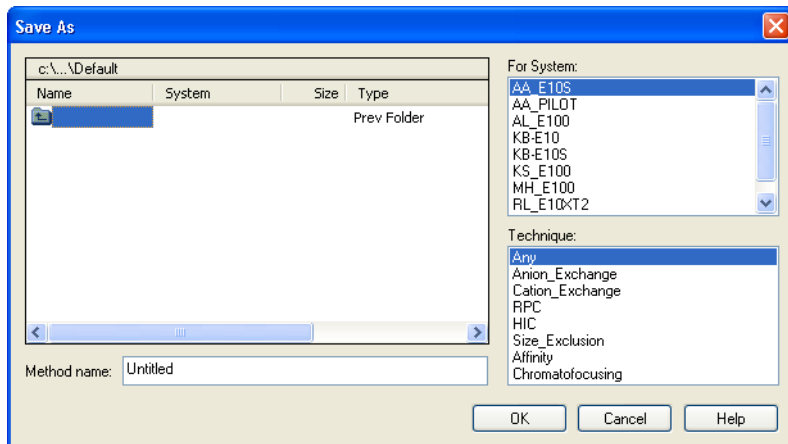 Save As
c:\...\Default
Name System Size Type
Prev Folder
Method name: Untitled
For System:
AA_E10S
AA_PILOT
AL_E100
KB-E10
KB-E10S
KS_E100
MH_E100
RL_E10XT2
Technique:
Any
Anion_Exchange
Cation_Exchange
RPC
HIC
Size_Exclusion
Affinity
Chromatofocusing
OK Cancel Help